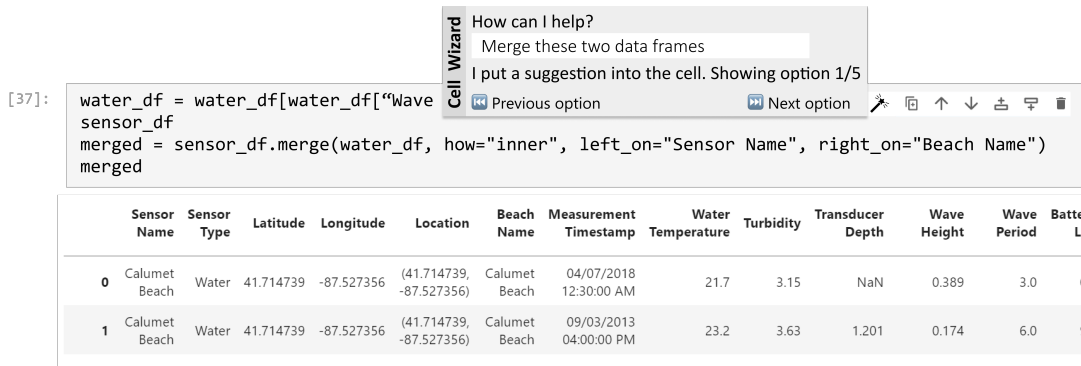 How can I help?
Merge these two data frames
I put a suggestion into the cell. Showing option 1/5
Previous option Next option
Cell Wizard
[37]:
water_df = water_df[water_df[“Wave
sensor_df
merged = sensor_df.merge(water_df, how="inner", left_on="Sensor Name", right_on="Beach Name")
merged
Sensor Name Sensor Type Latitude Longitude Location Beach Name Measurement Timestamp Water Temperature Turbidity Transducer Depth Wave Height Wave Period
0 Calumet Beach Water 41.714739 -87.527356 (41.714739, -87.527356) Calumet Beach 04/07/2018 12:30:00 AM 21.7 3.15 NaN 0.389 3.0
1 Calumet Beach Water 41.714739 -87.527356 (41.714739, -87.527356) Calumet Beach 09/03/2013 04:00:00 PM 23.2 3.63 1.201 0.174 6.0